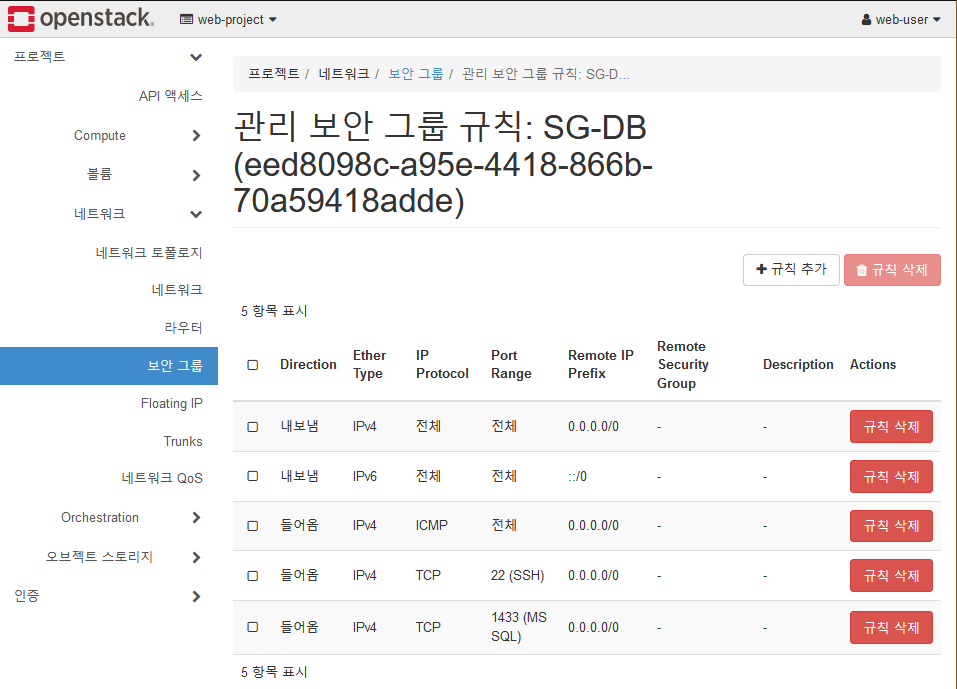 openstack. web-project web-user
프로젝트
API 액세스
Compute
볼륨
네트워크
네트워크 토폴로지
네트워크
라우터
보안 그룹
Floating IP
Trunks
네트워크 QoS
Orchestration
오브젝트 스토리지
인증
프로젝트 / 네트워크 / 보안 그룹 / 관리 보안 그룹 규칙: SG-D...
관리 보안 그룹 규칙: SG-DB
(eed8098c-a95e-4418-866b-
70a59418adde)
+ 규칙 추가 규칙 삭제
5 항목 표시
Direction Ether Type IP Protocol Port Range Remote IP Prefix Remote Security Group Description Actions
내보냄 IPv4 전체 전체 0.0.0.0/0 - - 규칙 삭제
내보냄 IPv6 전체 전체 ::/0 - - 규칙 삭제
들어옴 IPv4 ICMP 전체 0.0.0.0/0 - - 규칙 삭제
들어옴 IPv4 TCP 22 (SSH) 0.0.0.0/0 - - 규칙 삭제
들어옴 IPv4 TCP 1433 (MS SQL) 0.0.0.0/0 - - 규칙 삭제
5 항목 표시